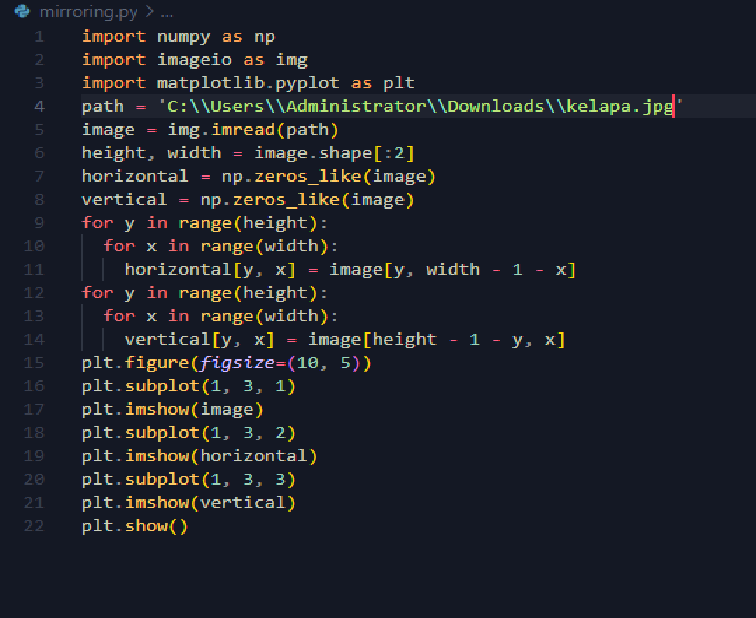 mirroring.py > ...
1 import numpy as np
2 import imageio as img
3 import matplotlib.pyplot as plt
4 path = 'C:\\Users\\Administrator\\Downloads\\kelapa.jpg'
5 image = img.imread(path)
6 height, width = image.shape[:2]
7 horizontal = np.zeros_like(image)
8 vertical = np.zeros_like(image)
9 for y in range(height):
10   for x in range(width):
11     horizontal[y, x] = image[y, width - 1 - x]
12 for y in range(height):
13   for x in range(width):
14     vertical[y, x] = image[height - 1 - y, x]
15 plt.figure(figsize=(10, 5))
16 plt.subplot(1, 3, 1)
17 plt.imshow(image)
18 plt.subplot(1, 3, 2)
19 plt.imshow(horizontal)
20 plt.subplot(1, 3, 3)
21 plt.imshow(vertical)
22 plt.show()